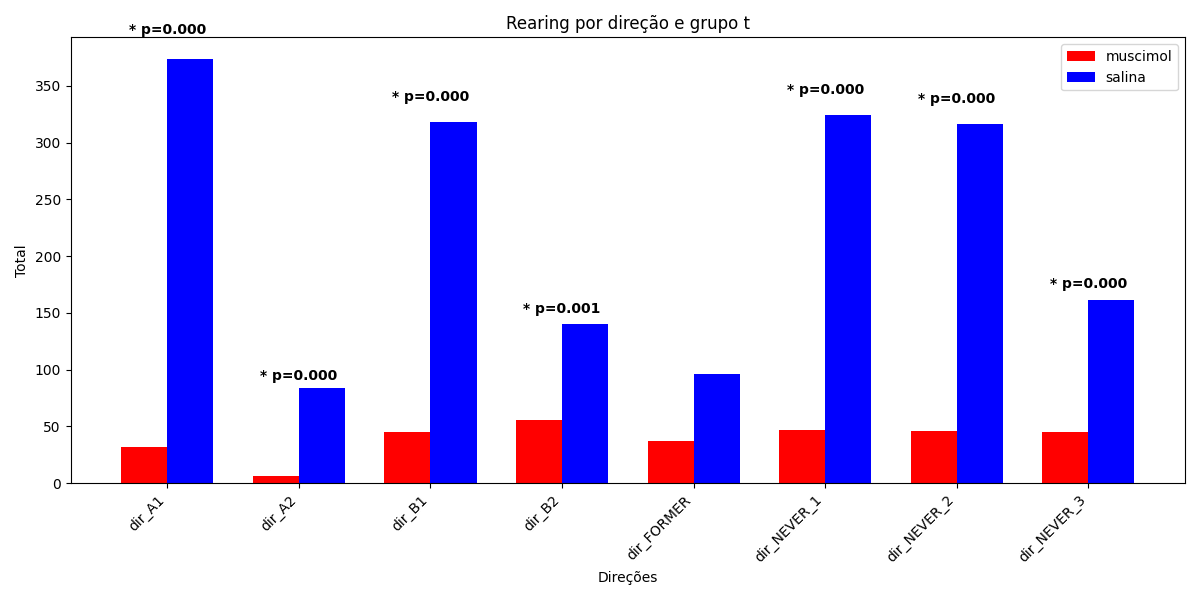 Rearing por direção e grupo t
* p=0.000
* p=0.000
* p=0.000
* p=0.001
* p=0.000
* p=0.000
* p=0.000
muscimol
salina
Total
350
300
250
200
150
100
50
0
dir_A1
dir_A2
dir_B1
dir_B2
dir_FORMER
dir_NEVER_1
dir_NEVER_2
dir_NEVER_3
Direções